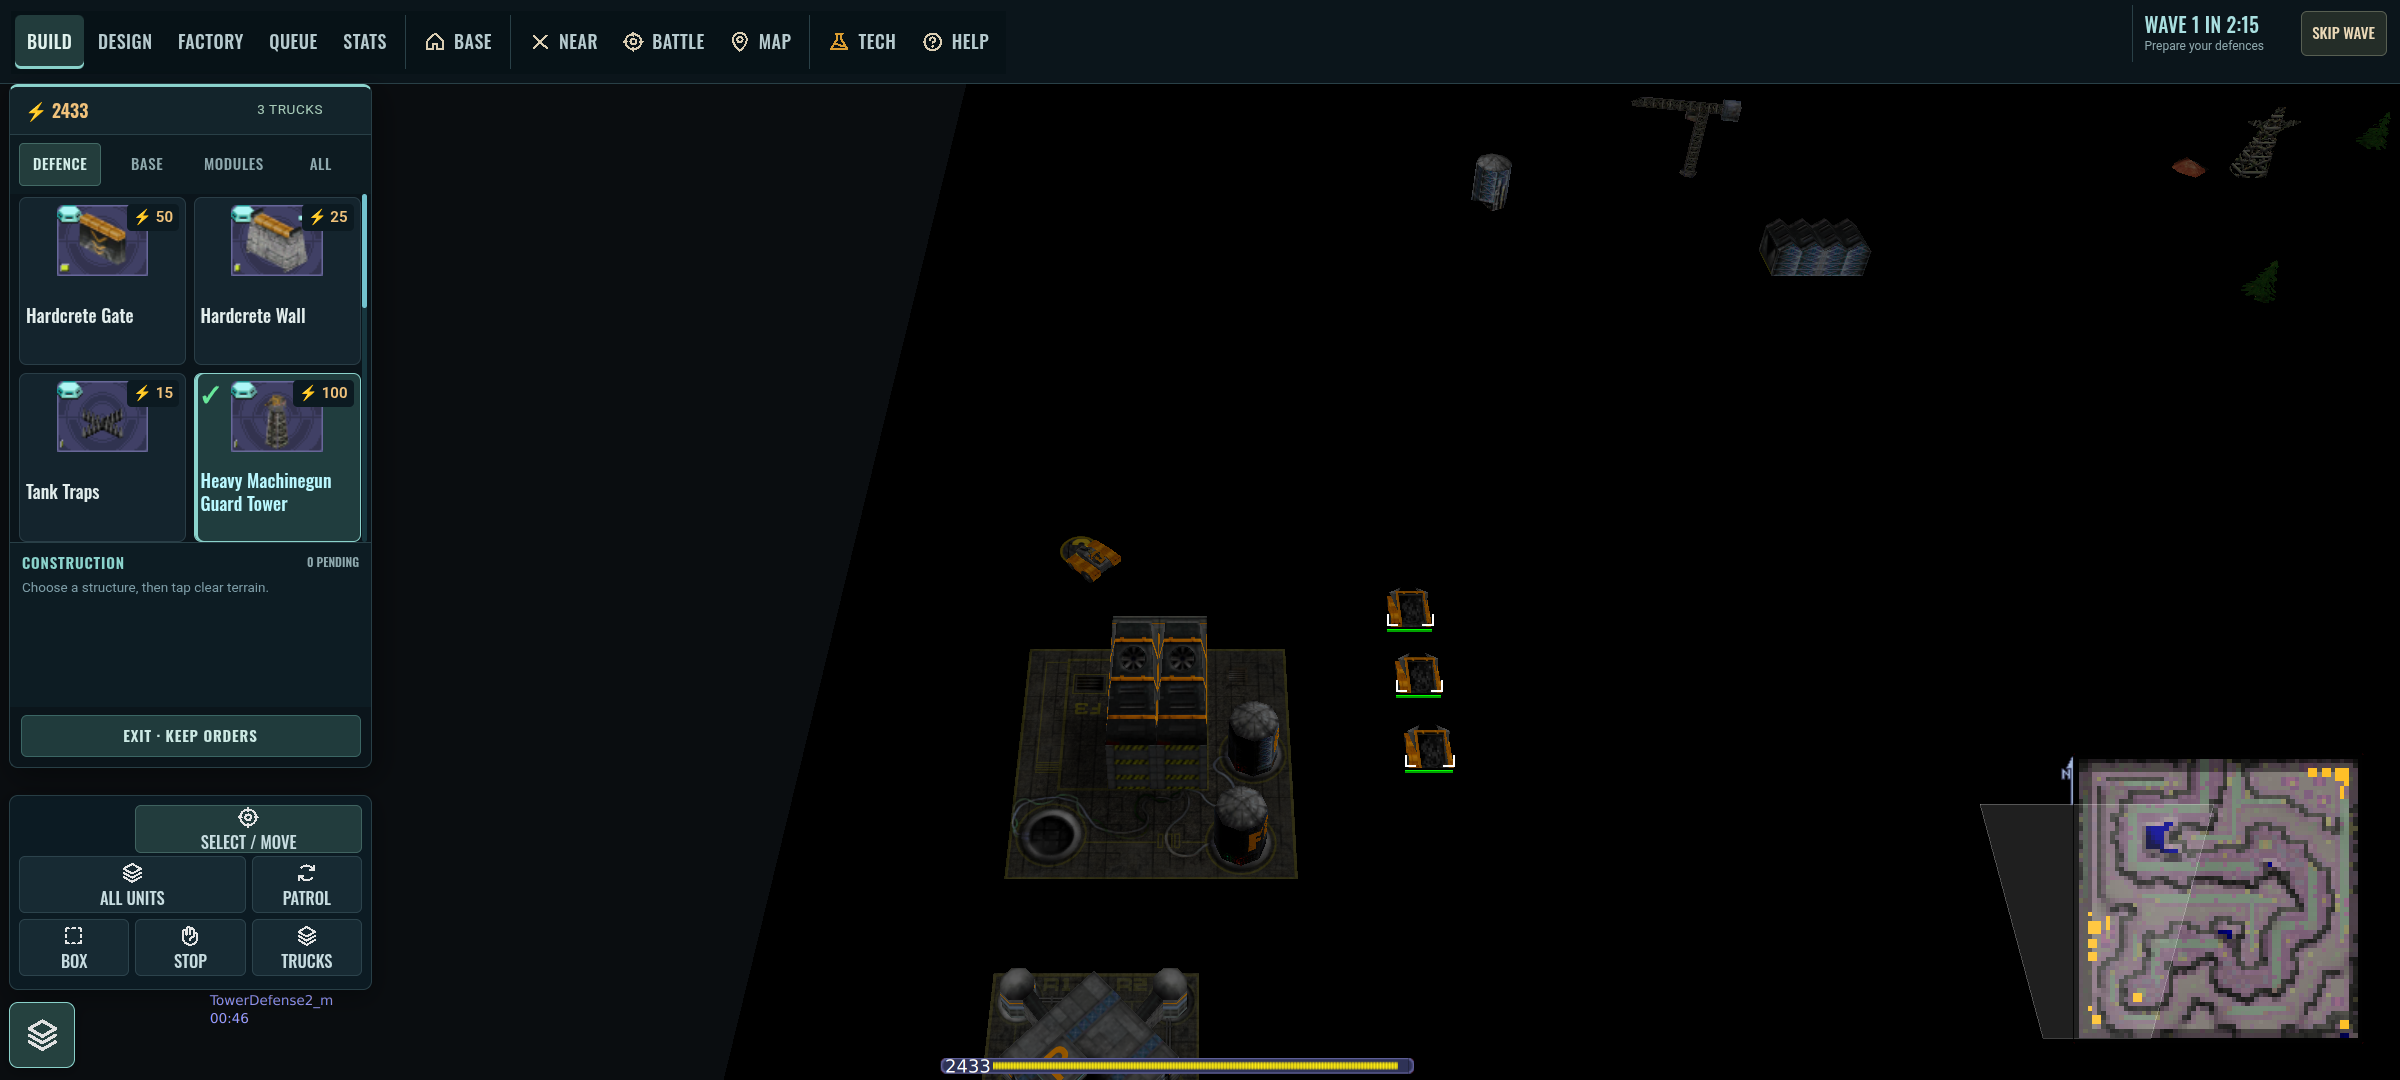 BUILD DESIGN FACTORY QUEUE STATS BASE NEAR BATTLE MAP TECH HELP
WAVE 1 IN 2:15
Prepare your defences
SKIP WAVE
2433
3 TRUCKS
DEFENCE BASE MODULES ALL
50
25
Hardcrete Gate
Hardcrete Wall
15
100
Tank Traps
Heavy Machinegun
Guard Tower
CONSTRUCTION
0 PENDING
Choose a structure, then tap clear terrain.
EXIT · KEEP ORDERS
SELECT / MOVE
ALL UNITS
PATROL
BOX
STOP
TRUCKS
TowerDefense2_m
00:46
F3
R2
N
2433